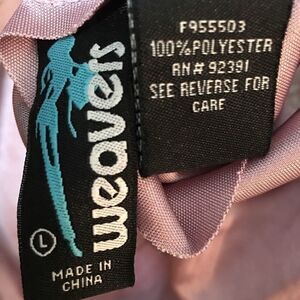 weavers
L
MADE IN
CHINA
F955503
100%POLYESTER
RN# 92391
SEE REVERSE FOR
CARE